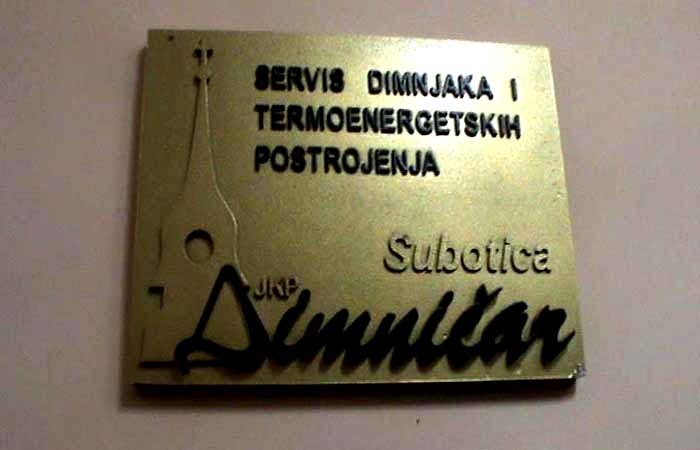 SERVIS DIMNJAKA I
TERMOENERGETSKIH
POSTROJENJA
Subotica
JKP
Dimničar